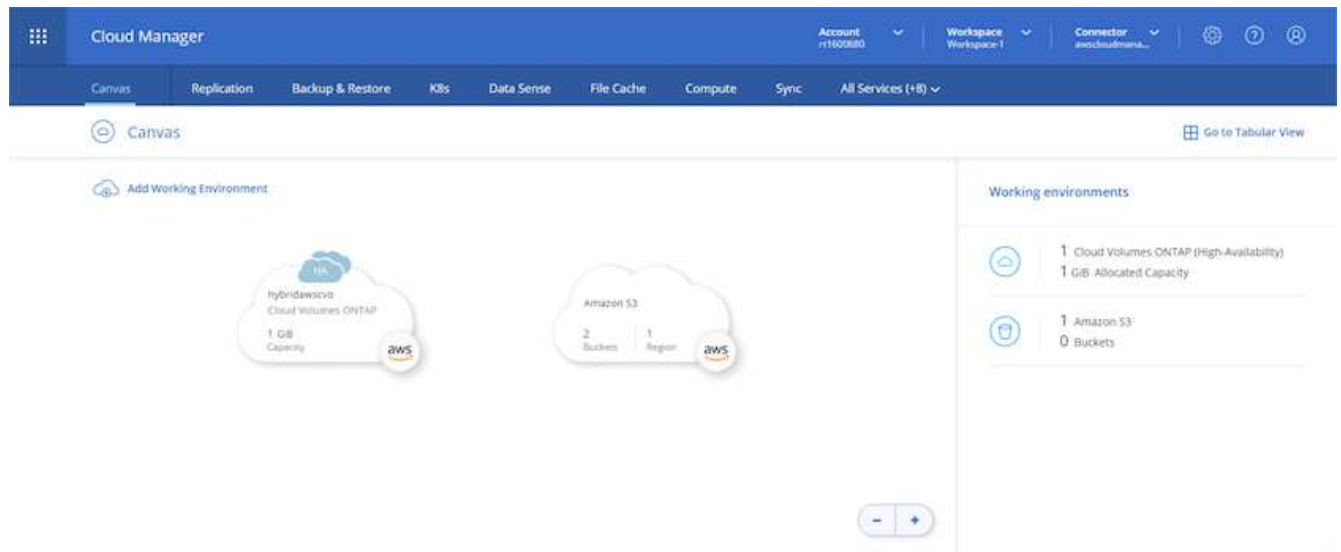 Cloud Manager
Account
rt1600680
Workspace
Workspace-1
Connector
awscloudmana...
Canvas
Replication
Backup & Restore
K8s
Data Sense
File Cache
Compute
Sync
All Services (+8)
Canvas
Go to Tabular View
Add Working Environment
Working environments
HA
hybridawscvo
Cloud Volumes ONTAP
1 GiB
Capacity
aws
Amazon S3
2
Buckets
1
Region
aws
1 Cloud Volumes ONTAP (High-Availability)
1 GiB Allocated Capacity
1 Amazon S3
0 Buckets